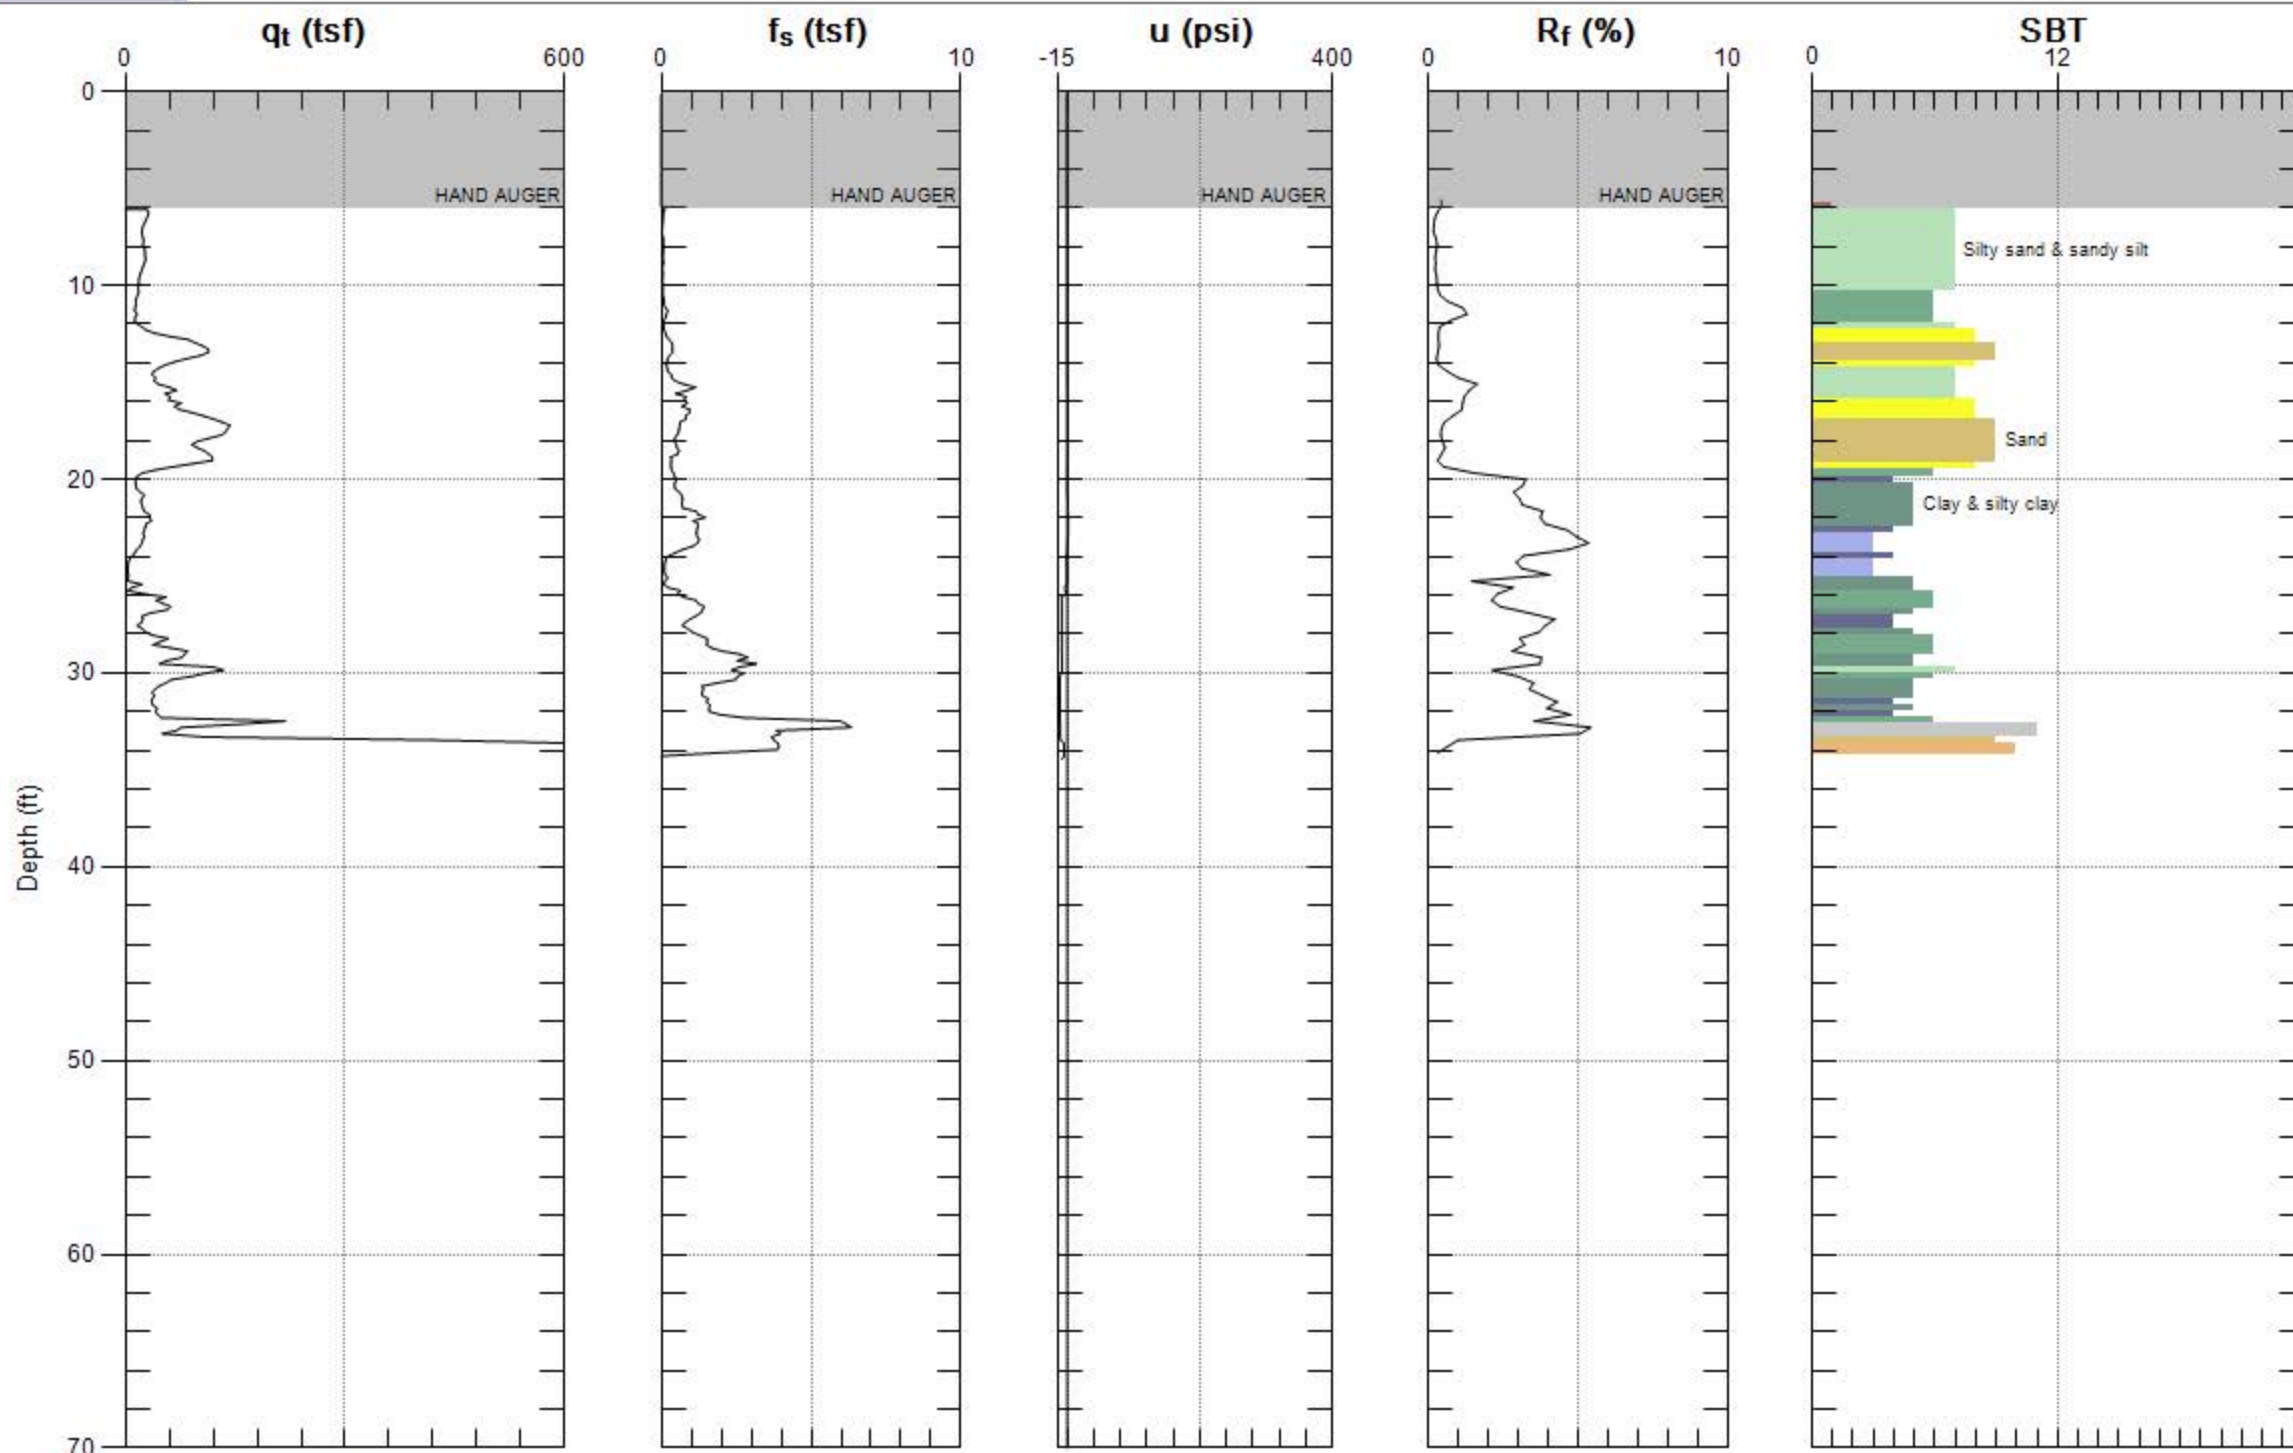 qt (tsf) fs (tsf) u (psi) Rf (%) SBT
0 600 0 10 -15 400 0 10 0 12
0
HAND AUGER HAND AUGER HAND AUGER HAND AUGER
Silty sand & sandy silt
10
Sand
20
Clay & silty clay
30
Depth (ft)
40
50
60
70